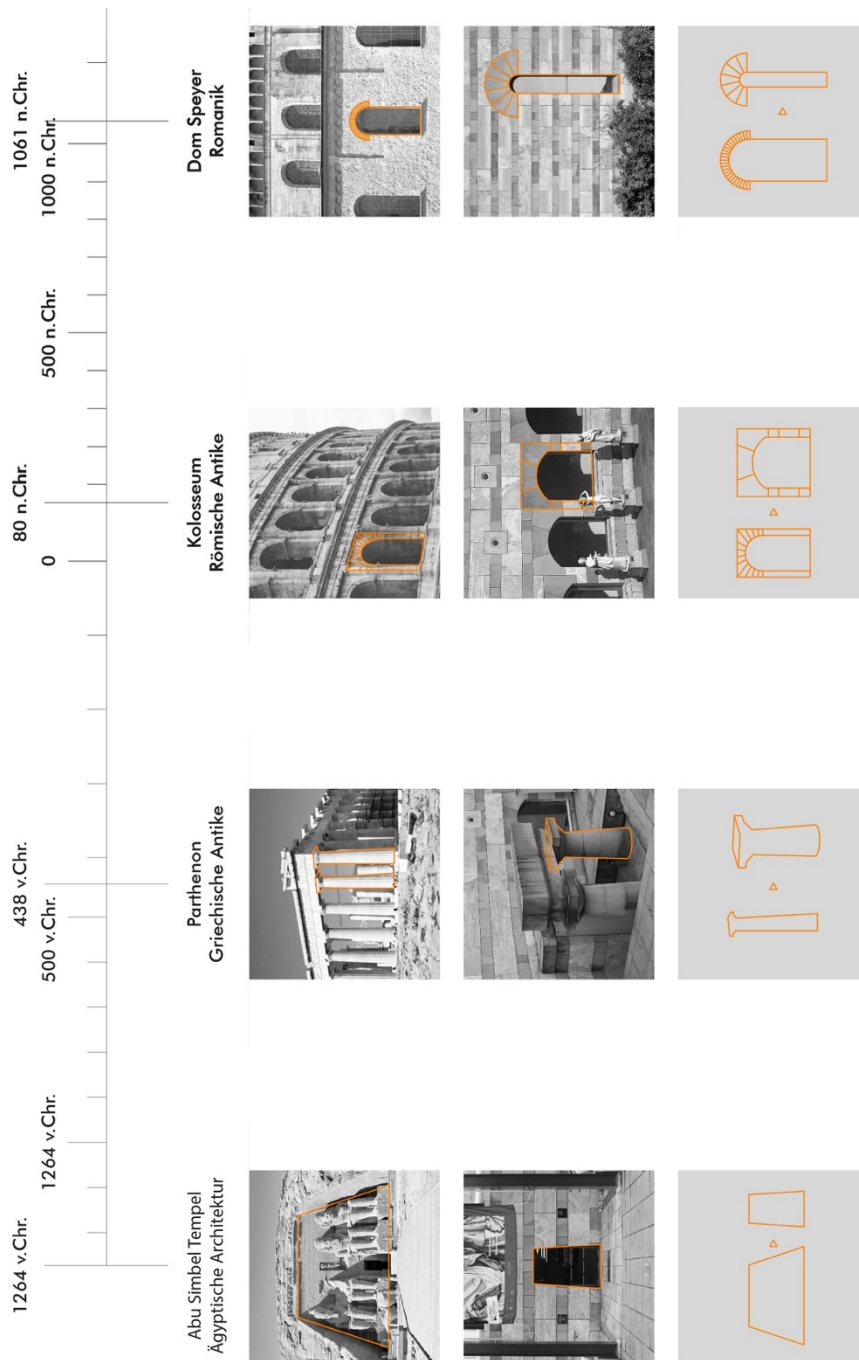 1264 v.Chr.
1264 v.Chr.
500 v.Chr.
438 v.Chr.
0
80 n.Chr.
500 n.Chr.
1000 n.Chr.
1061 n.Chr.
Abu Simbel Tempel
Ägyptische Architektur
Parthenon
Griechische Antike
Kolosseum
Römische Antike
Dom Speyer
Romanik